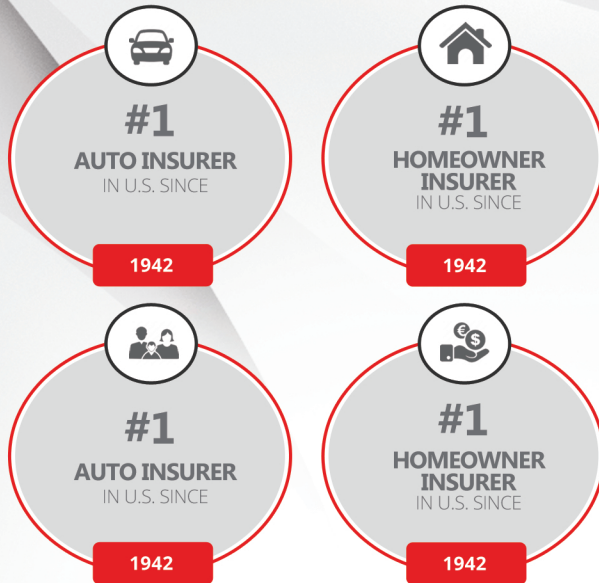 #1
AUTO INSURER
IN U.S. SINCE
1942
#1
HOMEOWNER
INSURER
IN U.S. SINCE
1942
#1
AUTO INSURER
IN U.S. SINCE
1942
€ $
#1
HOMEOWNER
INSURER
IN U.S. SINCE
1942